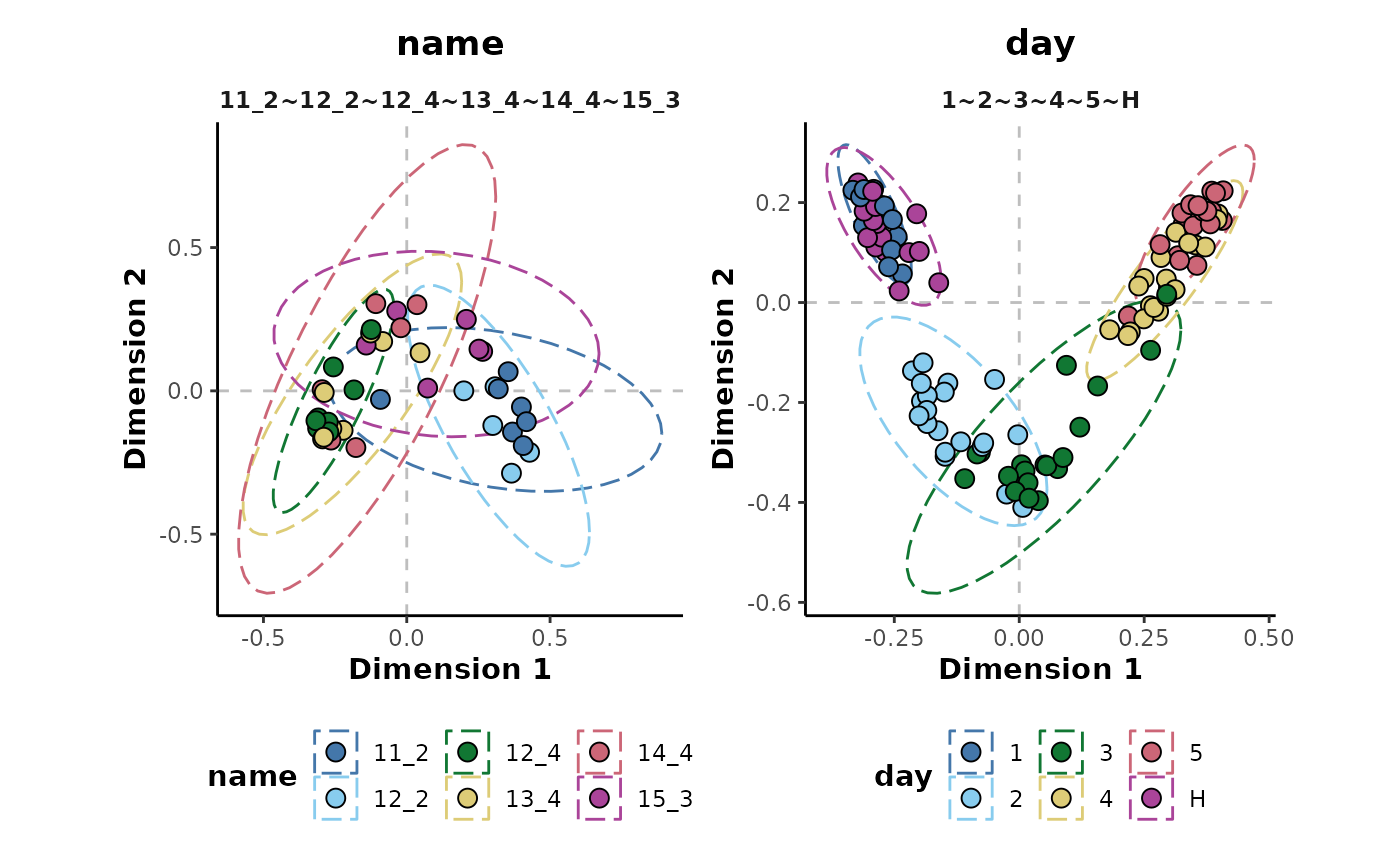 name
11_2~12_2~12_4~13_4~14_4~15_3
Dimension 2
0.5
0.0
-0.5
-0.5 0.0 0.5
Dimension 1
name
11_2 12_4 14_4
12_2 13_4 15_3
day
1~2~3~4~5~H
Dimension 2
0.2
0.0
-0.2
-0.4
-0.6
-0.25 0.00 0.25 0.50
Dimension 1
day
1 3 5
2 4 H